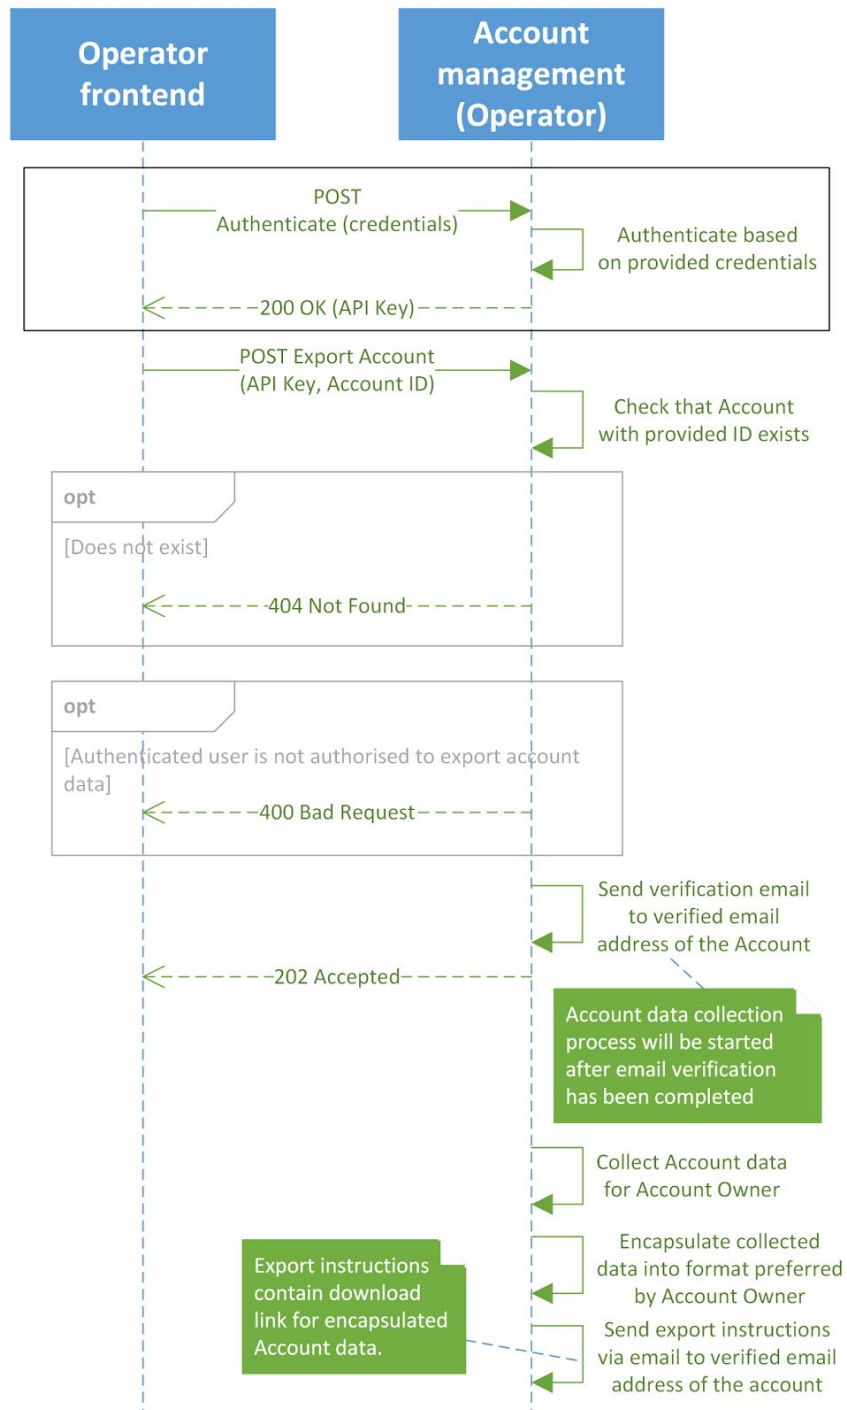 Operator
frontend
Account
management
(Operator)
POST
Authenticate (credentials)
Authenticate based
on provided credentials
200 OK (API Key)
POST Export Account
(API Key, Account ID)
Check that Account
with provided ID exists
opt
[Does not exist]
404 Not Found
opt
[Authenticated user is not authorised to export account
data]
400 Bad Request
Send verification email
to verified email
address of the Account
202 Accepted
Account data collection
process will be started
after email verification
has been completed
Collect Account data
for Account Owner
Encapsulate collected
data into format preferred
by Account Owner
Export instructions
contain download
link for encapsulated
Account data.
Send export instructions
via email to verified email
address of the account